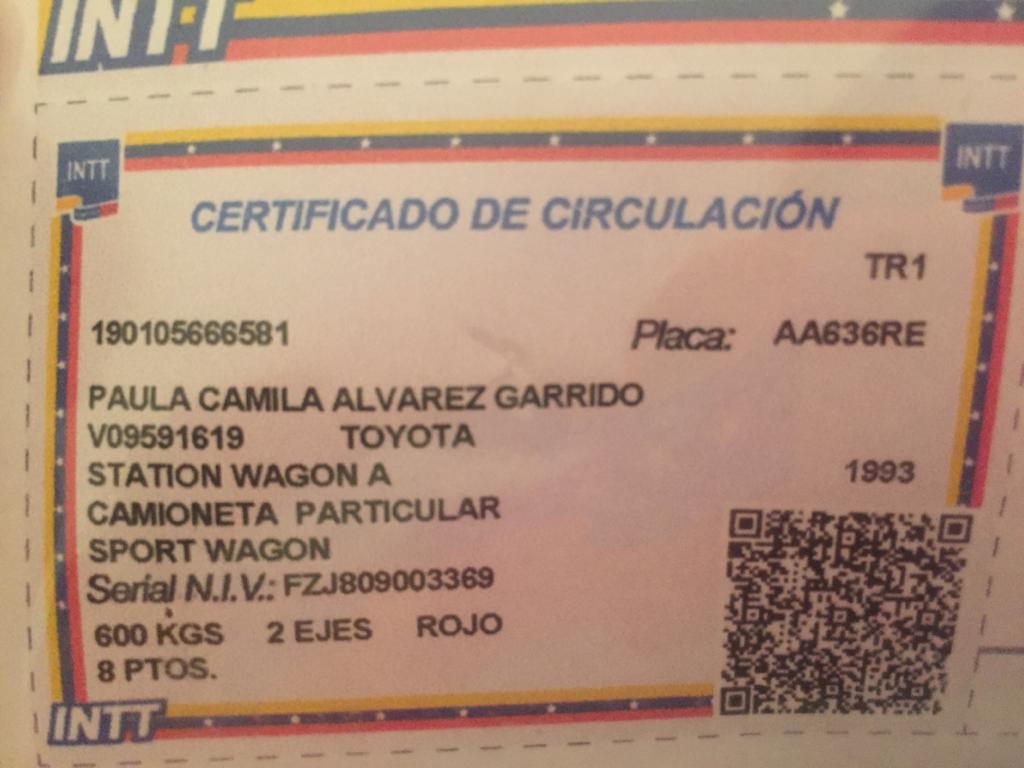 INTT
INTT INTT
CERTIFICADO DE CIRCULACIÓN
TR1
190105666581 Placa: AA636RE
PAULA CAMILA ALVAREZ GARRIDO
V09591619 TOYOTA
STATION WAGON A 1993
CAMIONETA PARTICULAR
SPORT WAGON
Serial N.I.V.: FZJ809003369
600 KGS 2 EJES ROJO
8 PTOS.
INTT